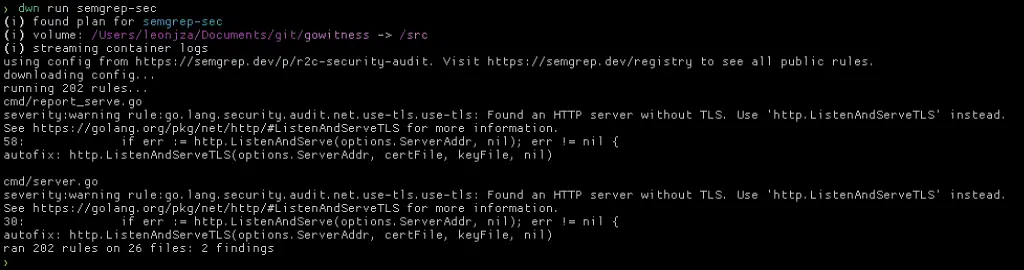 ❯ dwn run semgrep-sec
(i) found plan for semgrep-sec
(i) volume: /Users/leonjza/Documents/git/gowitness -> /src
(i) streaming container logs
using config from https://semgrep.dev/p/r2c-security-audit. Visit https://semgrep.dev/registry to see all public rules.
downloading config...
running 202 rules...
cmd/report_serve.go
severity:warning rule:go.lang.security.audit.net.use-tls.use-tls: Found an HTTP server without TLS. Use 'http.ListenAndServeTLS' instead.
See https://golang.org/pkg/net/http/#ListenAndServeTLS for more information.
58:            if err := http.ListenAndServe(options.ServerAddr, nil); err != nil {
autofix: http.ListenAndServeTLS(options.ServerAddr, certFile, keyFile, nil)
cmd/server.go
severity:warning rule:go.lang.security.audit.net.use-tls.use-tls: Found an HTTP server without TLS. Use 'http.ListenAndServeTLS' instead.
See https://golang.org/pkg/net/http/#ListenAndServeTLS for more information.
30:            if err := http.ListenAndServe(options.ServerAddr, nil); err != nil {
autofix: http.ListenAndServeTLS(options.ServerAddr, certFile, keyFile, nil)
ran 202 rules on 26 files: 2 findings
❯